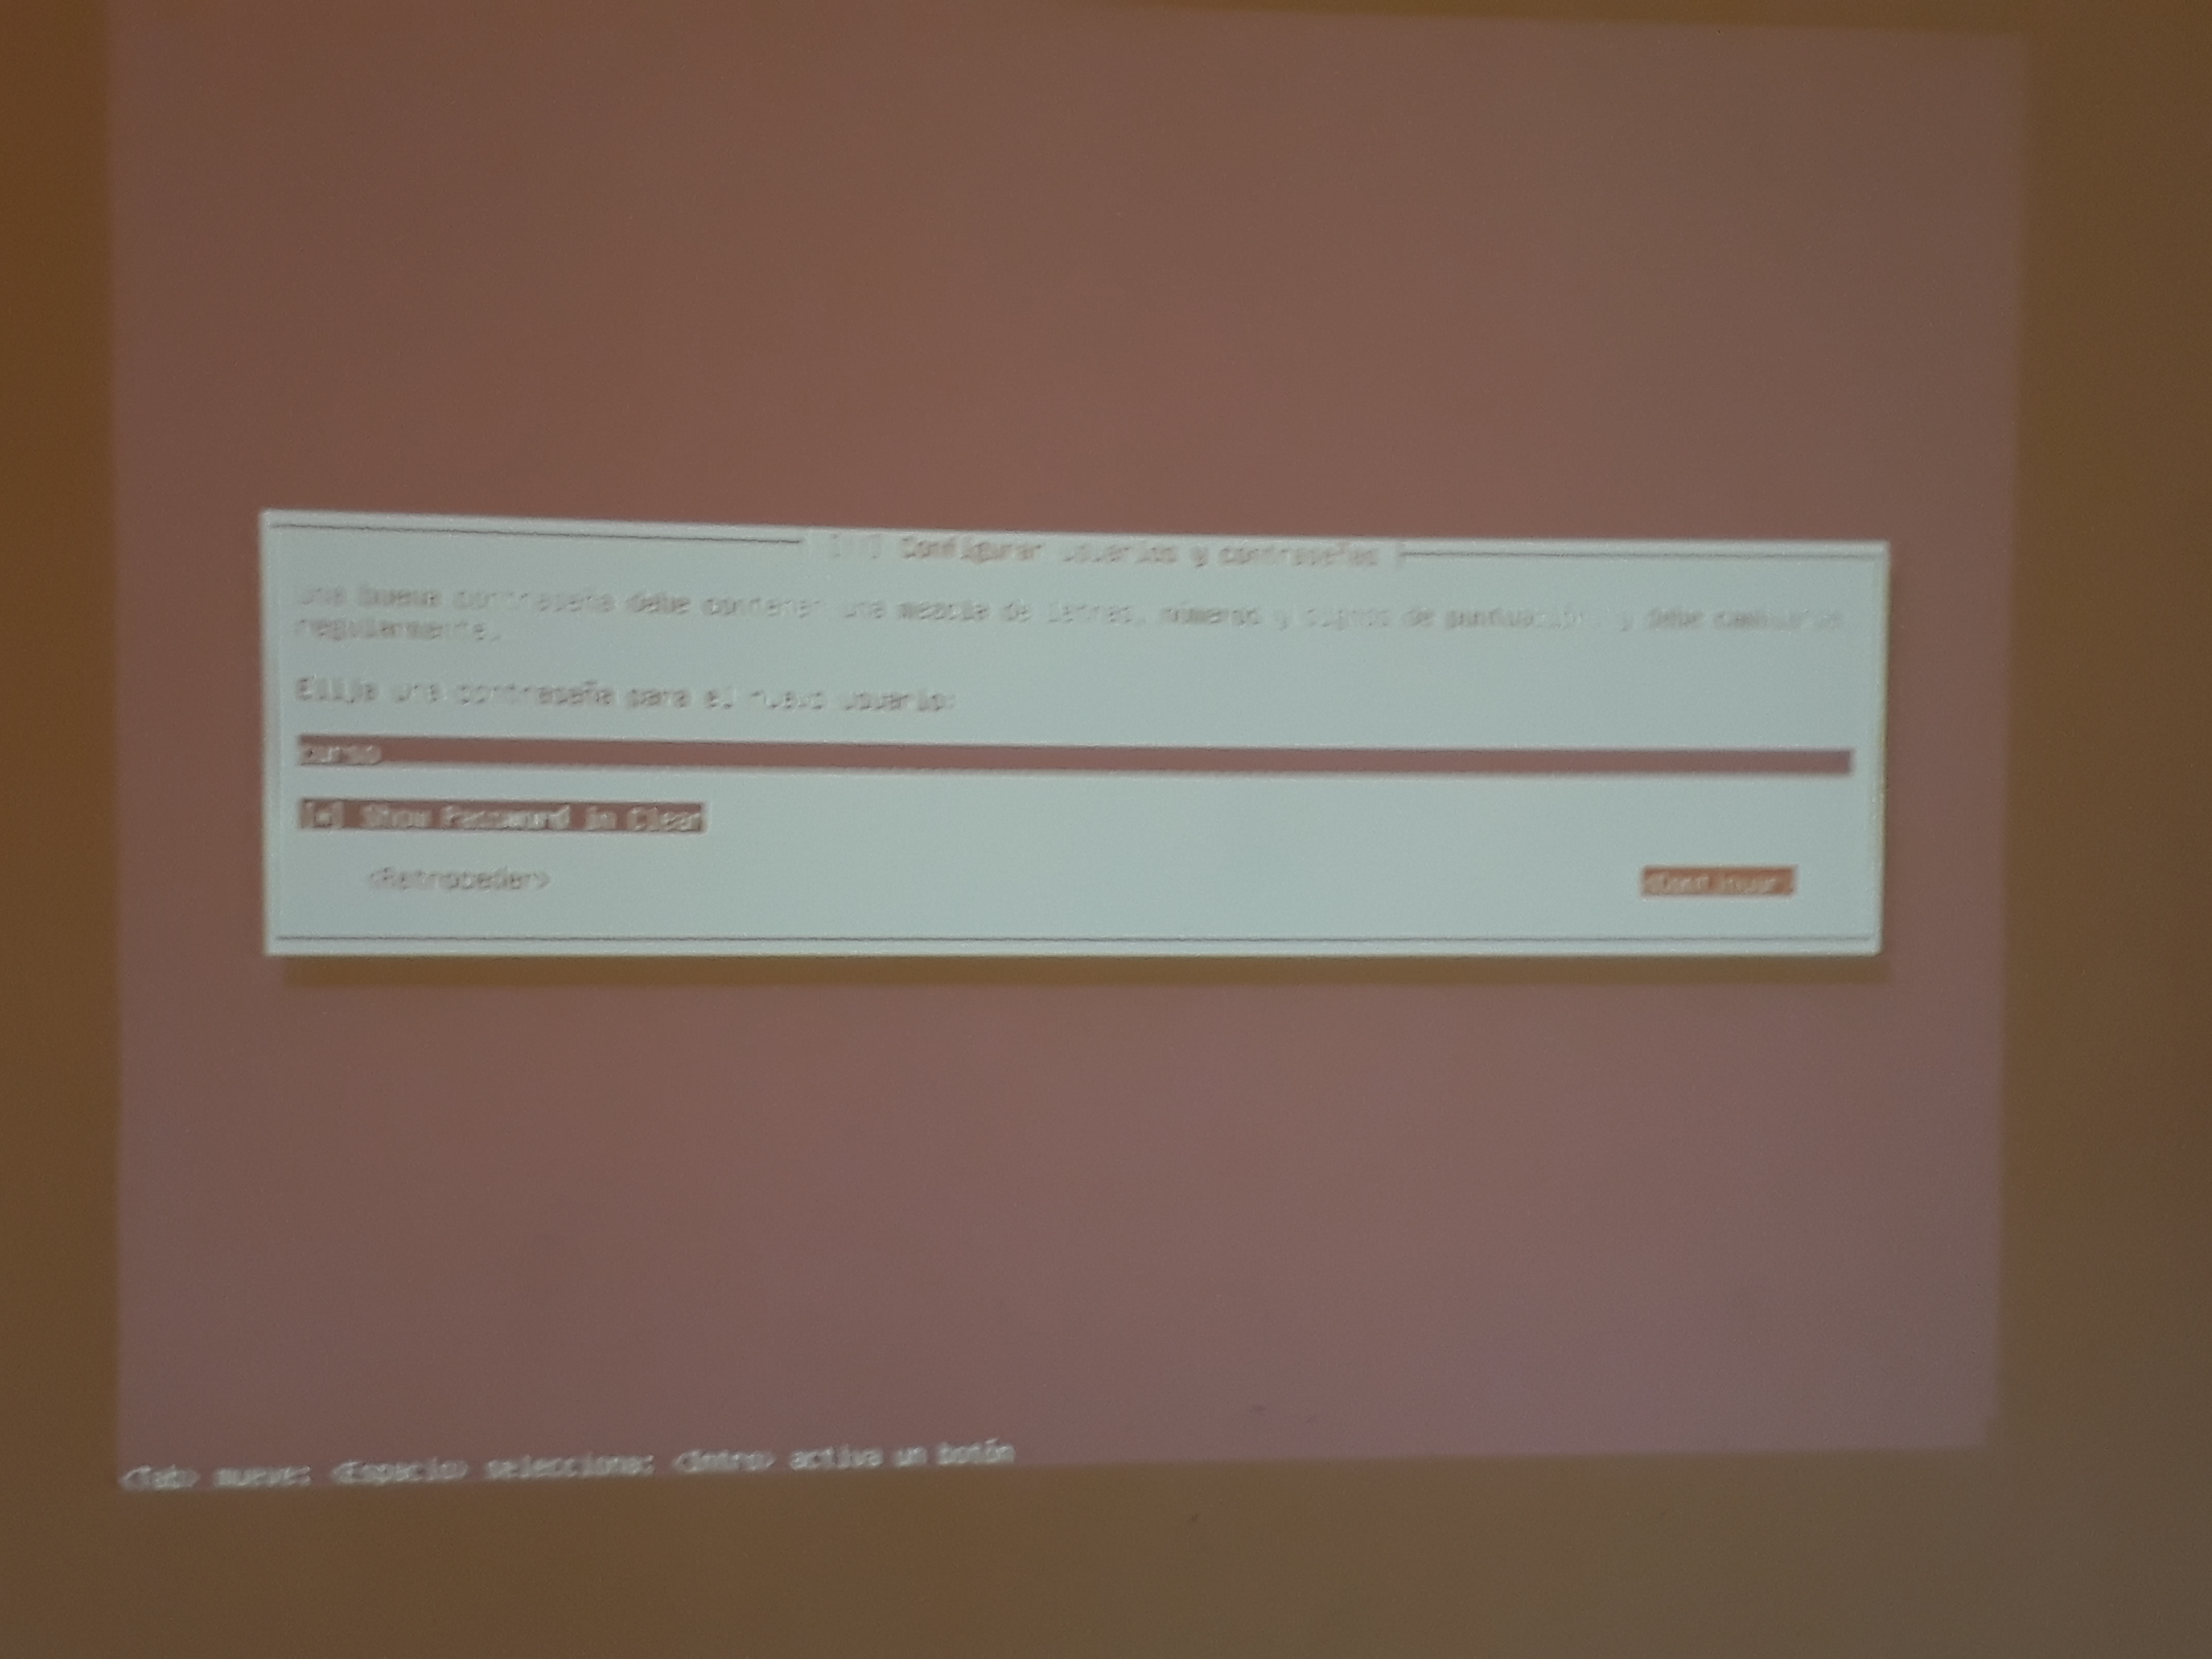 [!!] Configurar usuarios y contraseñas
Una buena contraseña debe contener una mezcla de letras, números y signos de puntuación, y debe cambiarse
regularmente.
Elija una contraseña para el nuevo usuario:
curso
[*] Show Password in Clear
<Retroceder>
<Continuar>
<Tab> mueve; <Espacio> selecciona; <Intro> activa un botón